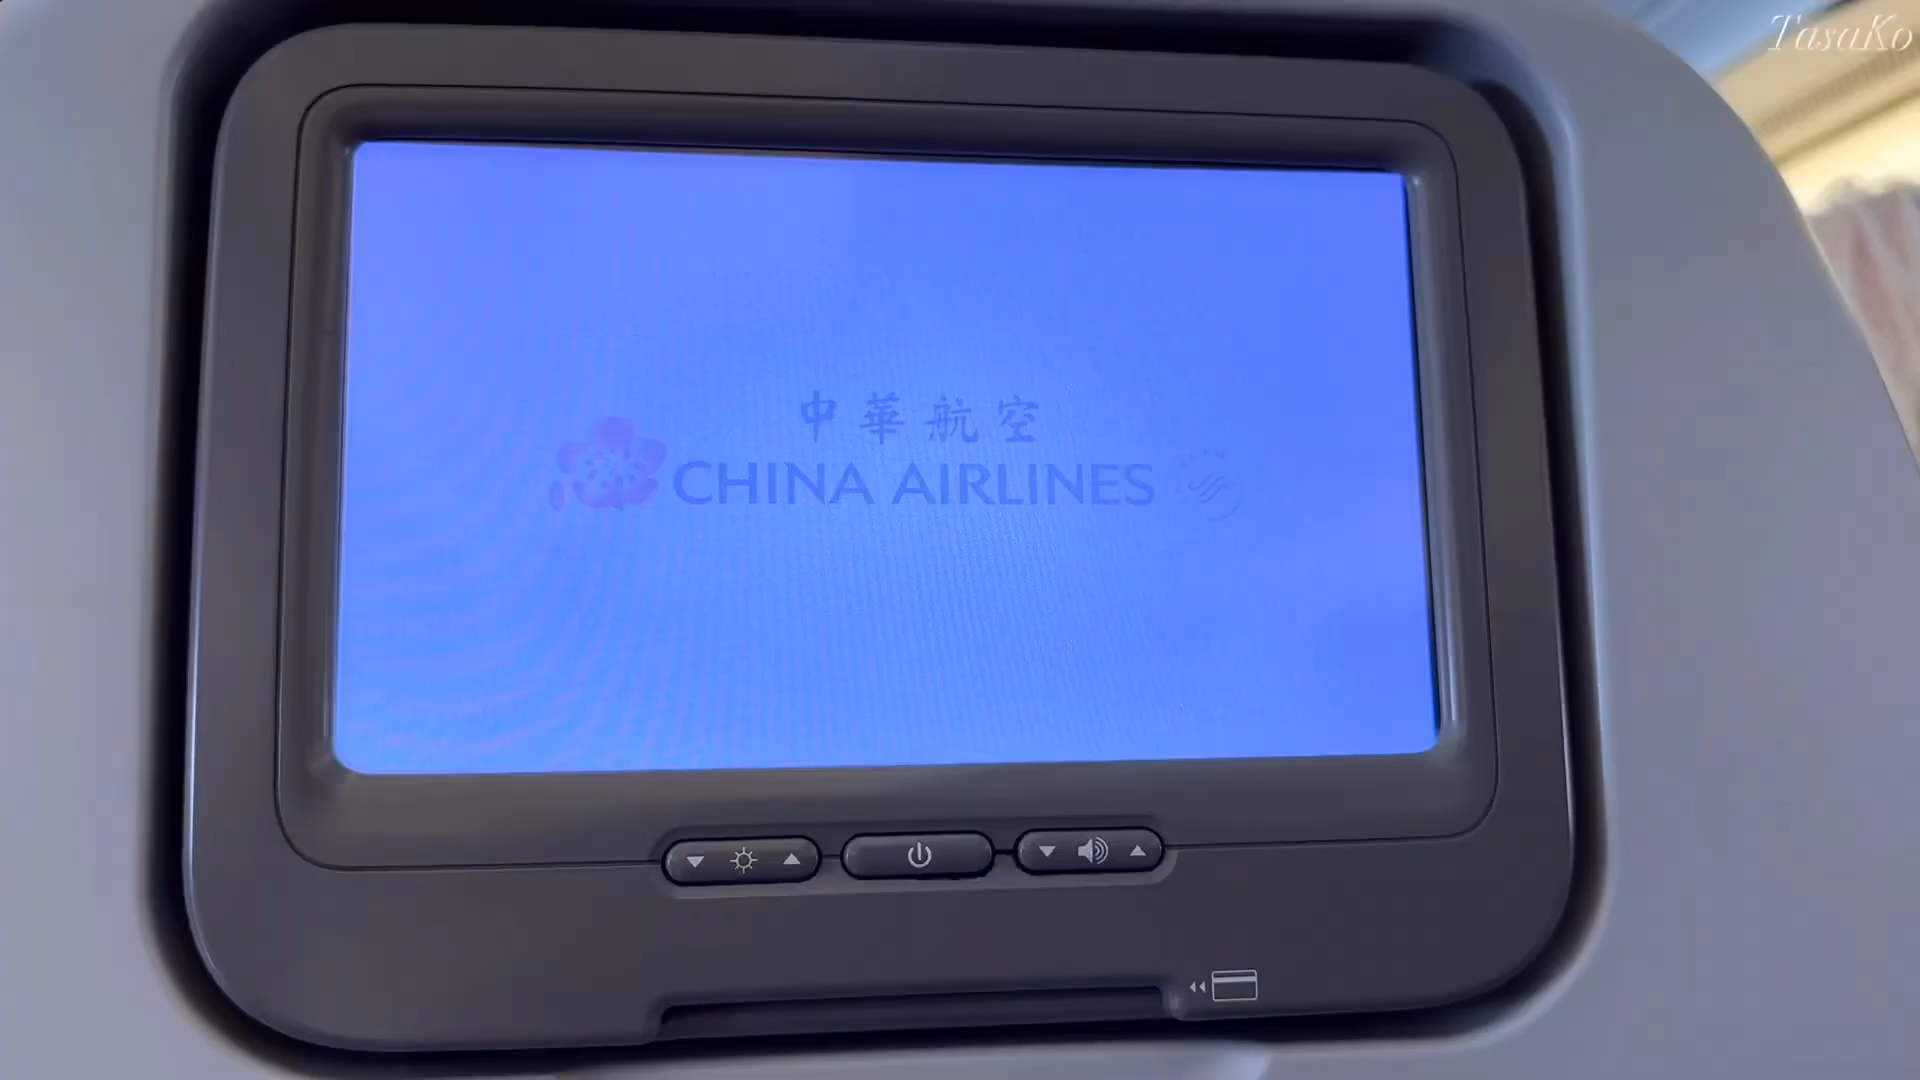 TasaKo
中華航空
CHINA AIRLINES